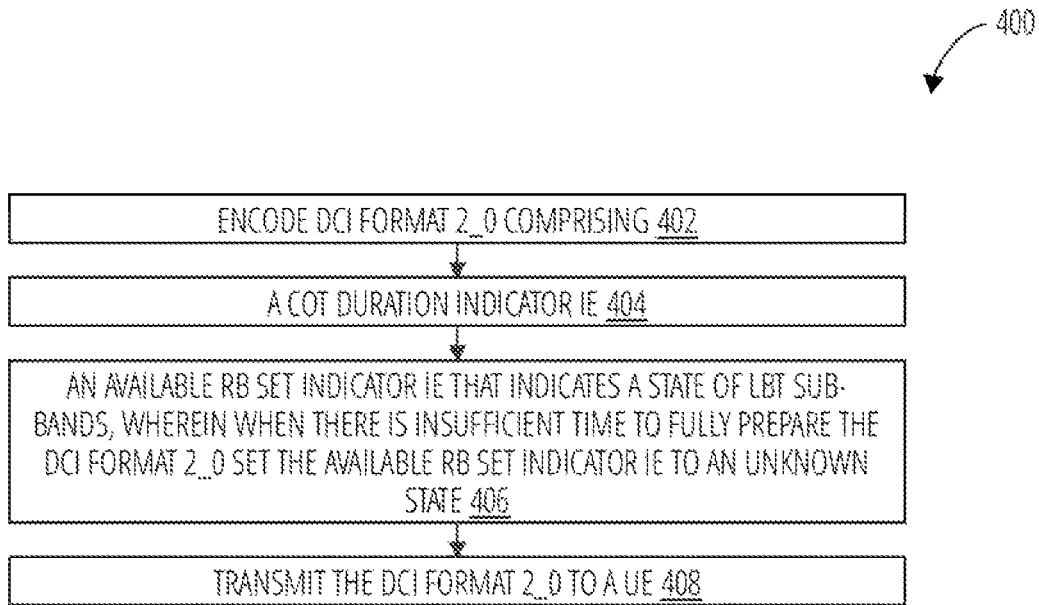 400
ENCODE DCI FORMAT 2_0 COMPRISING 402
A COT DURATION INDICATOR IE 404
AN AVAILABLE RB SET INDICATOR IE THAT INDICATES A STATE OF LBT SUB-
BANDS, WHEREIN WHEN THERE IS INSUFFICIENT TIME TO FULLY PREPARE THE
DCI FORMAT 2_0 SET THE AVAILABLE RB SET INDICATOR IE TO AN UNKNOWN
STATE 406
TRANSMIT THE DCI FORMAT 2_0 TO A UE 408